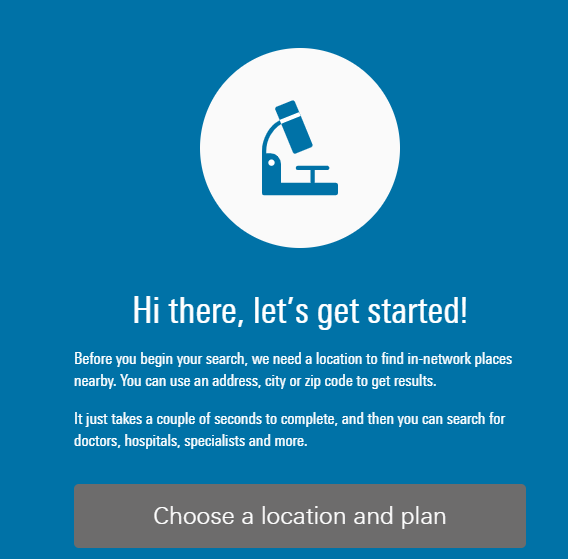 Hi there, let’s get started!
Before you begin your search, we need a location to find in-network places
nearby. You can use an address, city or zip code to get results.
It just takes a couple of seconds to complete, and then you can search for
doctors, hospitals, specialists and more.
Choose a location and plan